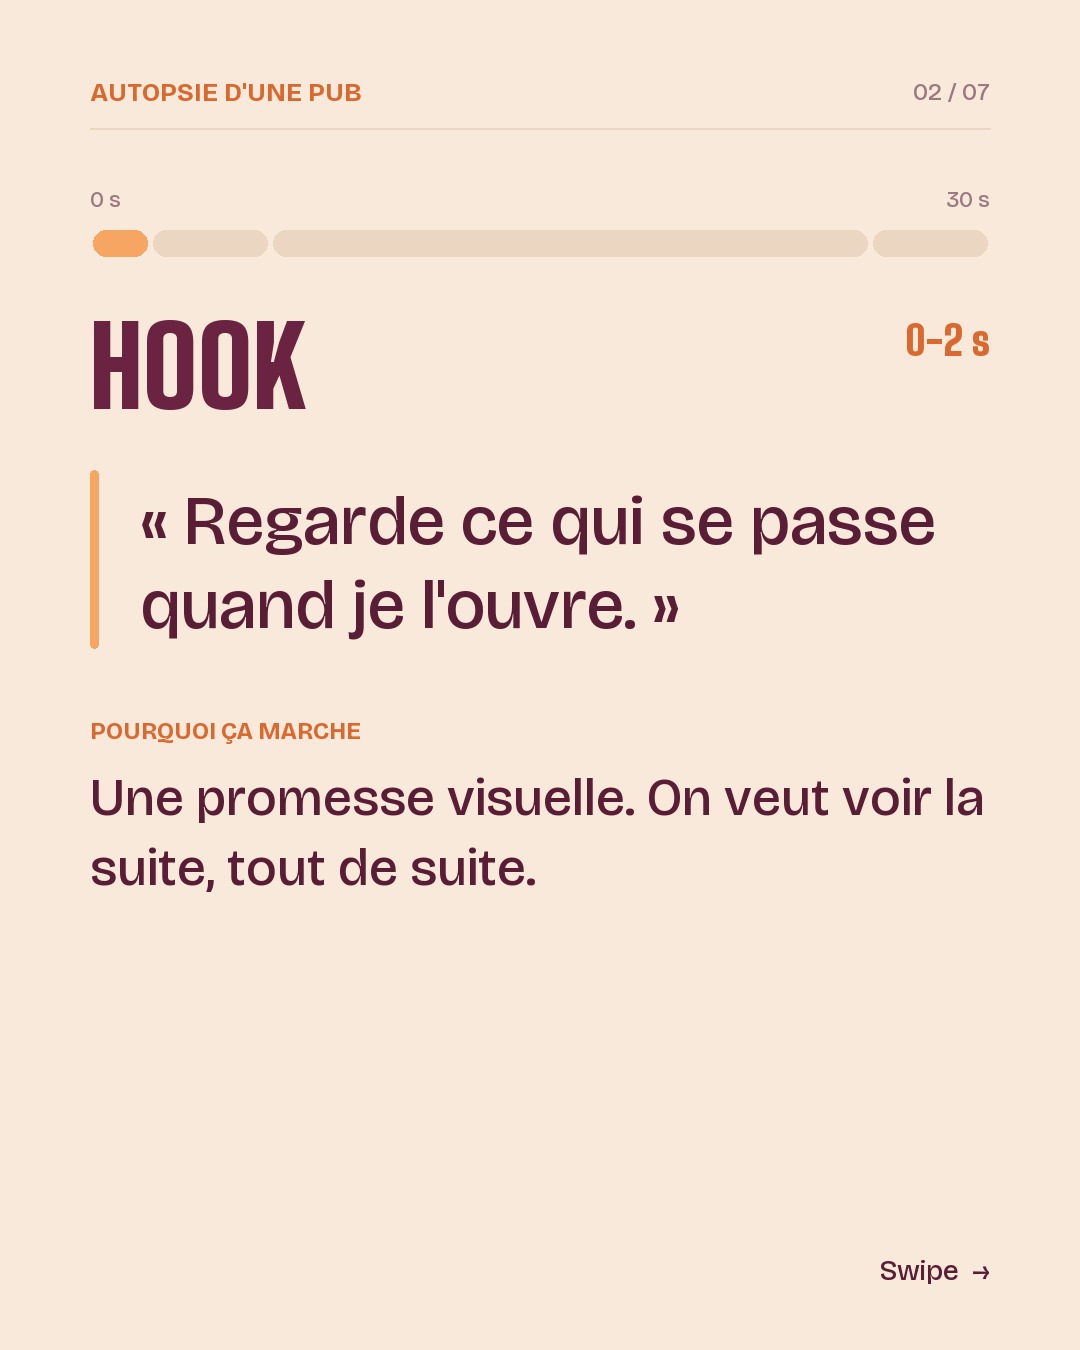 AUTOPSIE D'UNE PUB
02 / 07
0 s
30 s
HOOK
0–2 s
« Regarde ce qui se passe
quand je l'ouvre. »
POURQUOI ÇA MARCHE
Une promesse visuelle. On veut voir la
suite, tout de suite.
Swipe →